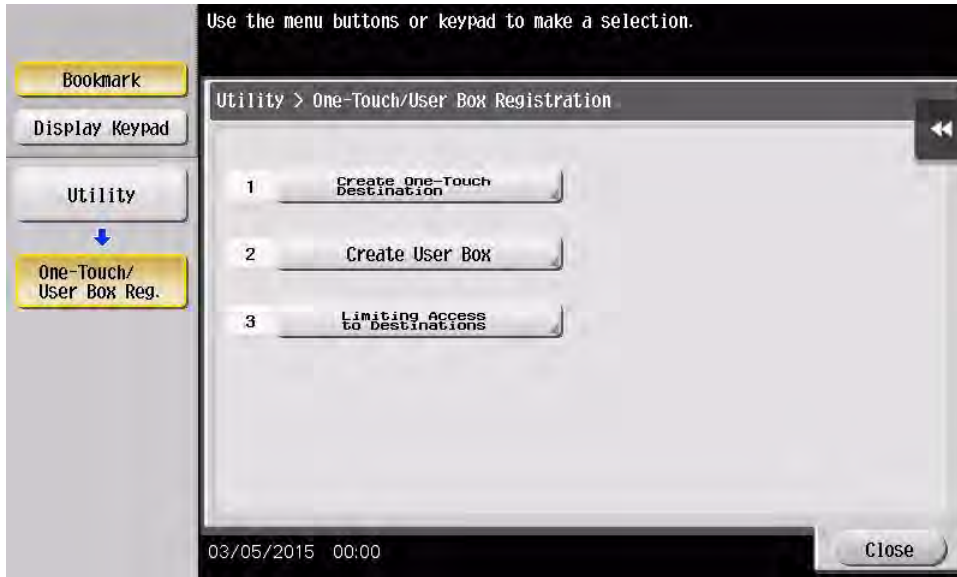 Use the menu buttons or keypad to make a selection.
Bookmark
Display Keypad
Utility
One-Touch/
User Box Reg.
Utility > One-Touch/User Box Registration
1 Create One-Touch
Destination
2 Create User Box
3 Limiting Access
to Destinations
03/05/2015 00:00
Close